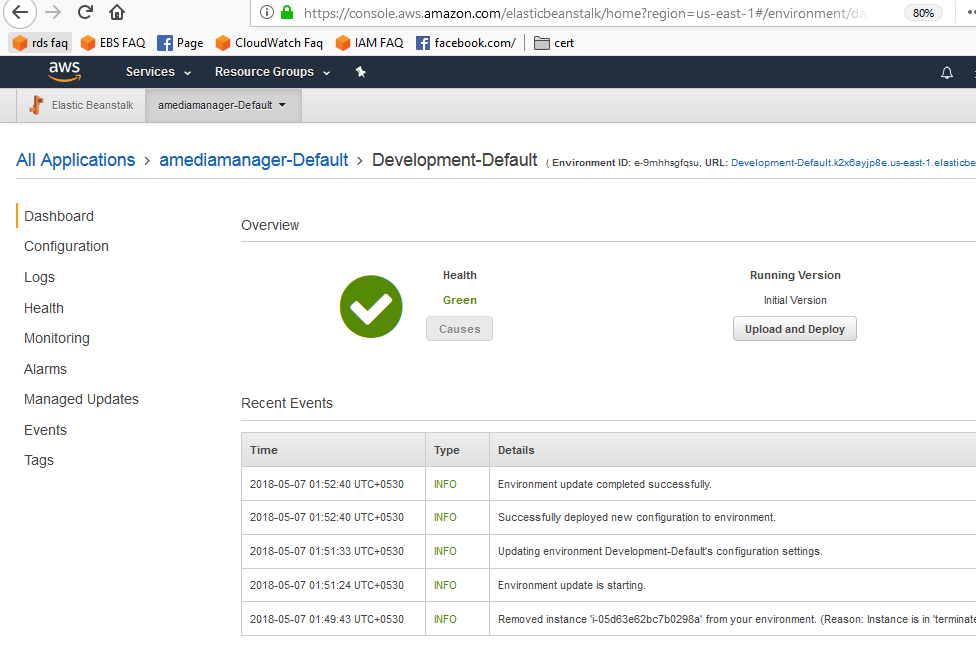 https://console.aws.amazon.com/elasticbeanstalk/home?region=us-east-1#/environment/da
80%
rds faq EBS FAQ Page CloudWatch Faq IAM FAQ facebook.com/ cert
aws Services Resource Groups
Elastic Beanstalk amediamanager-Default
All Applications > amediamanager-Default > Development-Default ( Environment ID: e-9mhhsgfqsu, URL: Development-Default.k2x6ayjp8e.us-east-1.elasticbe
Dashboard
Configuration
Logs
Health
Monitoring
Alarms
Managed Updates
Events
Tags
Overview
Health
Green
Causes
Running Version
Initial Version
Upload and Deploy
Recent Events
Time Type Details
2018-05-07 01:52:40 UTC+0530 INFO Environment update completed successfully.
2018-05-07 01:52:40 UTC+0530 INFO Successfully deployed new configuration to environment.
2018-05-07 01:51:33 UTC+0530 INFO Updating environment Development-Default's configuration settings.
2018-05-07 01:51:24 UTC+0530 INFO Environment update is starting.
2018-05-07 01:49:43 UTC+0530 INFO Removed instance 'i-05d63e62bc7b0298a' from your environment. (Reason: Instance is in 'terminate